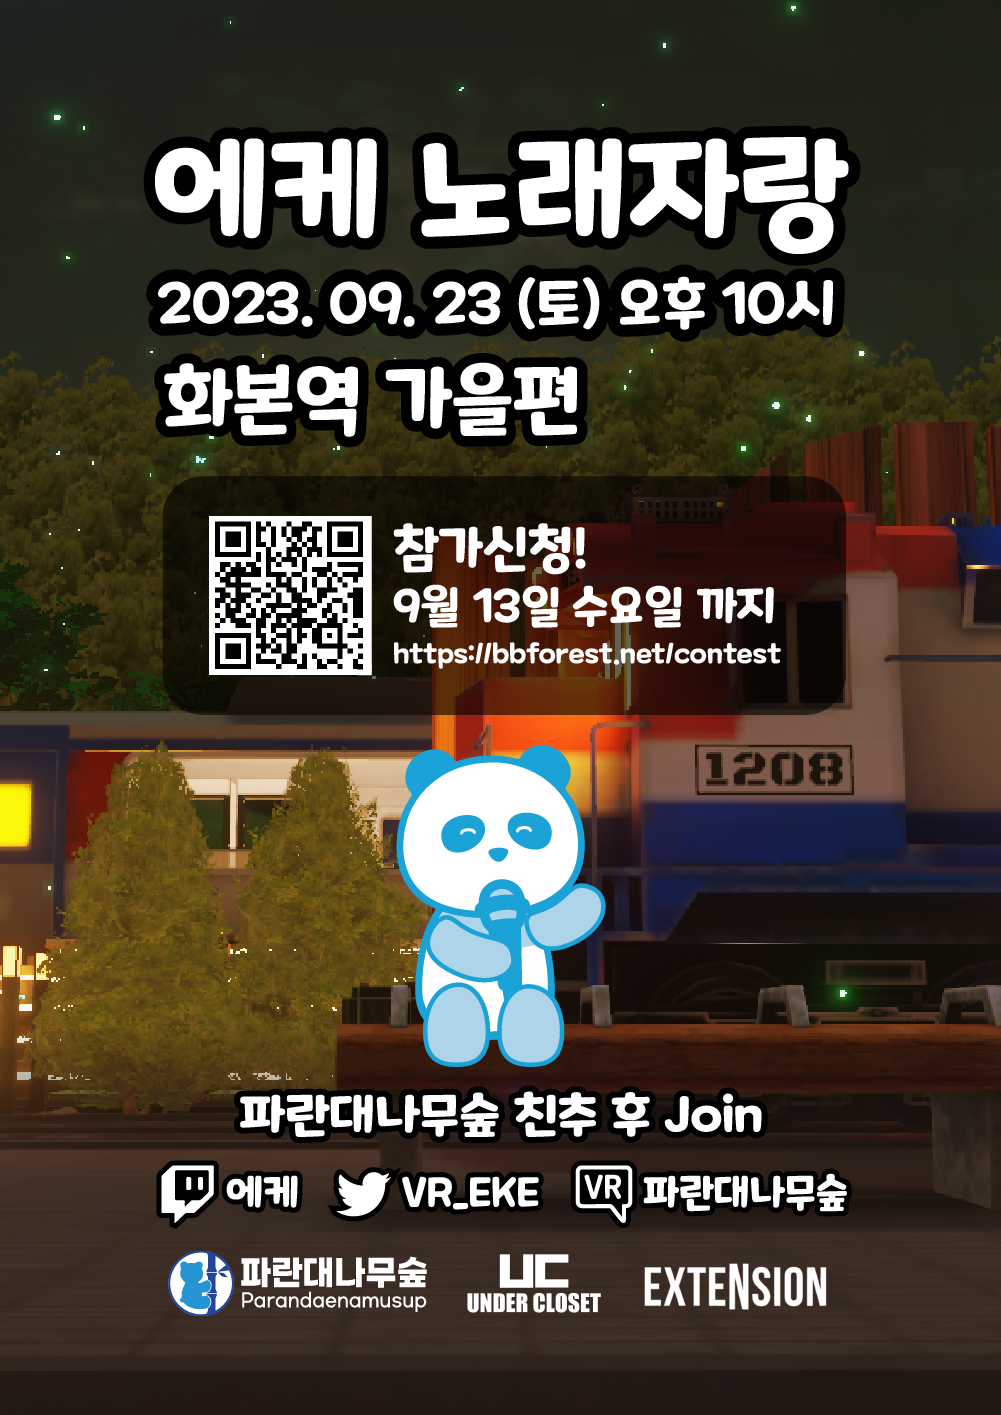 에케 노래자랑
2023. 09. 23 (토) 오후 10시
화본역 가을편
참가신청!
9월 13일 수요일 까지
https://bbforest.net/contest
1208
파란대나무숲 친추 후 Join
에케 VR_EKE VR 파란대나무숲
파란대나무숲
Parandaenamusup
UC
UNDER CLOSET
EXTENSION